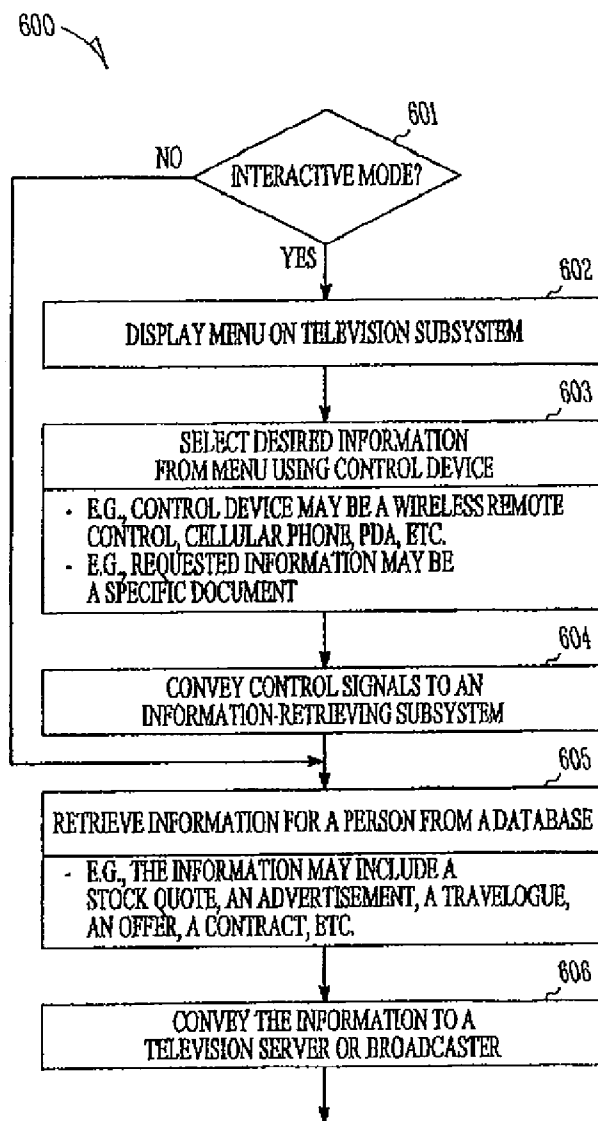 600
601
NO
INTERACTIVE MODE?
YES
602
DISPLAY MENU ON TELEVISION SUBSYSTEM
603
SELECT DESIRED INFORMATION
FROM MENU USING CONTROL DEVICE
- E.G., CONTROL DEVICE MAY BE A WIRELESS REMOTE
CONTROL, CELLULAR PHONE, PDA, ETC.
- E.G., REQUESTED INFORMATION MAY BE
A SPECIFIC DOCUMENT
604
CONVEY CONTROL SIGNALS TO AN
INFORMATION-RETRIEVING SUBSYSTEM
605
RETRIEVE INFORMATION FOR A PERSON FROM A DATABASE
- E.G., THE INFORMATION MAY INCLUDE A
STOCK QUOTE, AN ADVERTISEMENT, A TRAVELOGUE,
AN OFFER, A CONTRACT, ETC.
606
CONVEY THE INFORMATION TO A
TELEVISION SERVER OR BROADCASTER